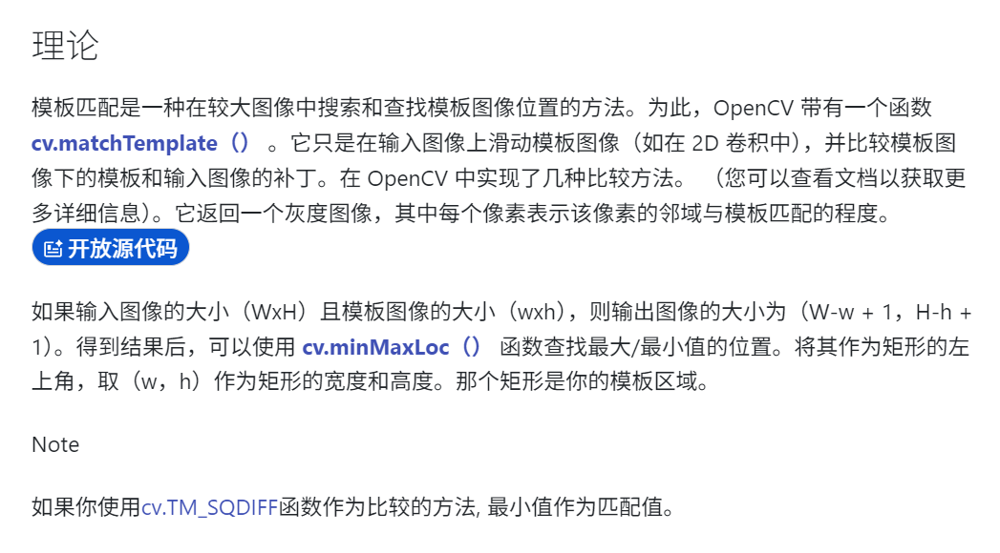 理论
模板匹配是一种在较大图像中搜索和查找模板图像位置的方法。为此，OpenCV 带有一个函数
cv.matchTemplate（） 。它只是在输入图像上滑动模板图像（如在 2D 卷积中），并比较模板图
像下的模板和输入图像的补丁。在 OpenCV 中实现了几种比较方法。 （您可以查看文档以获取更
多详细信息）。它返回一个灰度图像，其中每个像素表示该像素的邻域与模板匹配的程度。
开放源代码
如果输入图像的大小（WxH）且模板图像的大小（wxh），则输出图像的大小为（W-w + 1，H-h +
1）。得到结果后，可以使用 cv.minMaxLoc（） 函数查找最大/最小值的位置。将其作为矩形的左
上角，取（w，h）作为矩形的宽度和高度。那个矩形是你的模板区域。
Note
如果你使用cv.TM_SQDIFF函数作为比较的方法, 最小值作为匹配值。